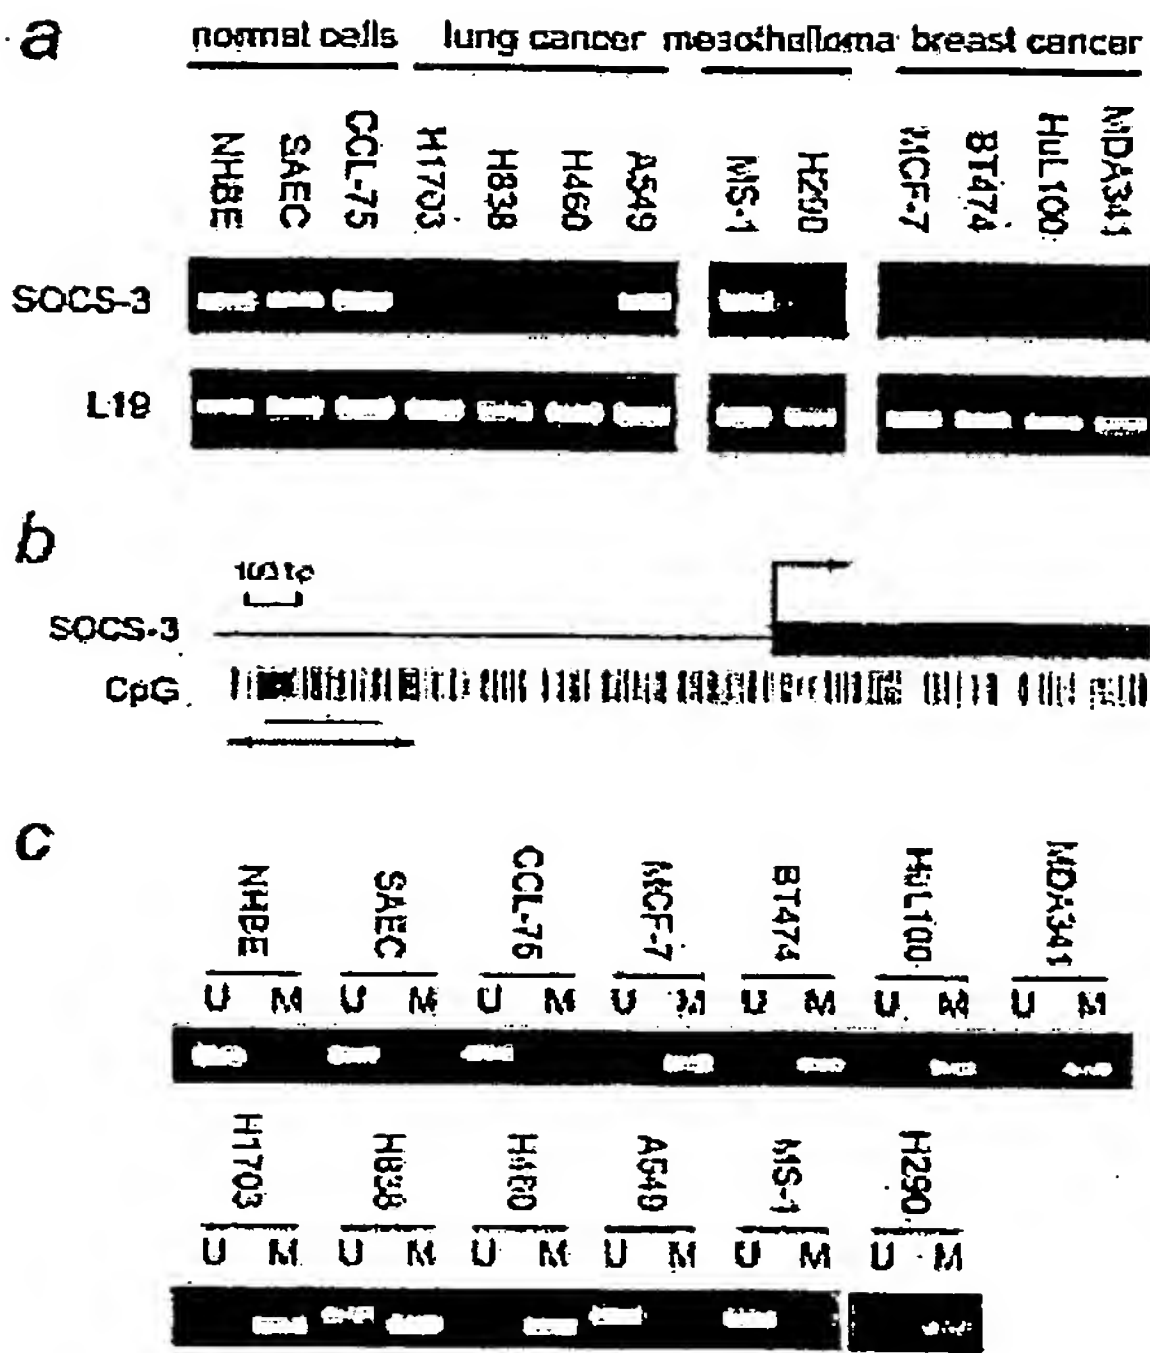 a
normal cells lung cancer mesothelioma breast cancer
NHBE SAEC CCL-75 H1703 H838 H460 A549 MS-1 H290 MCF-7 BT474 HuL100 MDA341
SOCS-3
L19
b
100 bp
SOCS-3
CpG
c
NHBE SAEC CCL-75 MCF-7 BT474 HuL100 MDA341
U M U M U M U M U M U M U M
H1703 H838 H460 A549 MS-1 H290
U M U M U M U M U M U M